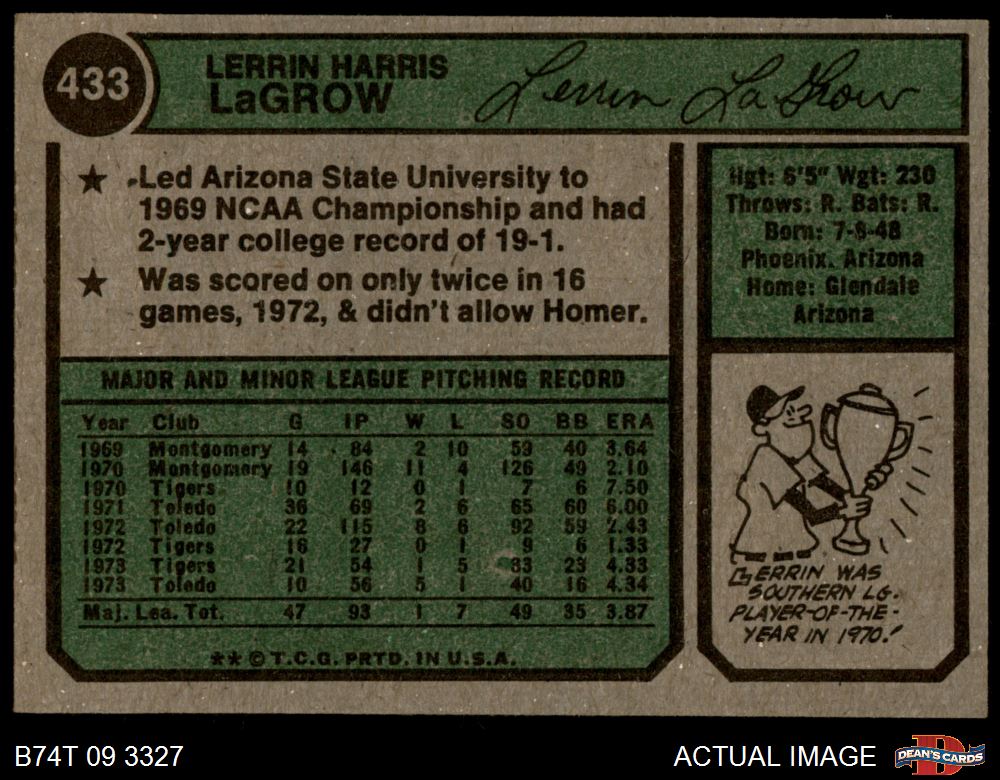 433
LERRIN HARRIS
LaGROW
Lerrin LaGrow
Led Arizona State University to
1969 NCAA Championship and had
2-year college record of 19-1.
Was scored on only twice in 16
games, 1972, & didn't allow Homer.
Hgt: 6'5" Wgt: 230
Throws: R. Bats: R.
Born: 7-8-48
Phoenix, Arizona
Home: Glendale
Arizona
MAJOR AND MINOR LEAGUE PITCHING RECORD
Year Club G IP W L SO BB ERA
1969 Montgomery 14 84 2 10 59 40 3.64
1970 Montgomery 19 146 11 4 126 49 2.10
1970 Tigers 10 12 0 1 7 6 7.50
1971 Toledo 36 69 2 6 65 60 6.00
1972 Toledo 22 115 8 6 92 59 2.43
1972 Tigers 16 27 0 1 9 6 1.33
1973 Tigers 21 54 1 5 33 23 4.33
1973 Toledo 10 56 5 1 40 16 4.34
Maj. Lea. Tot. 47 93 1 7 49 35 3.87
** © T.C.G. PRTD. IN U.S.A.
LERRIN WAS
SOUTHERN LG.
PLAYER-OF-THE-
YEAR IN 1970!
B74T 09 3327
ACTUAL IMAGE
D
DEAN'S CARDS